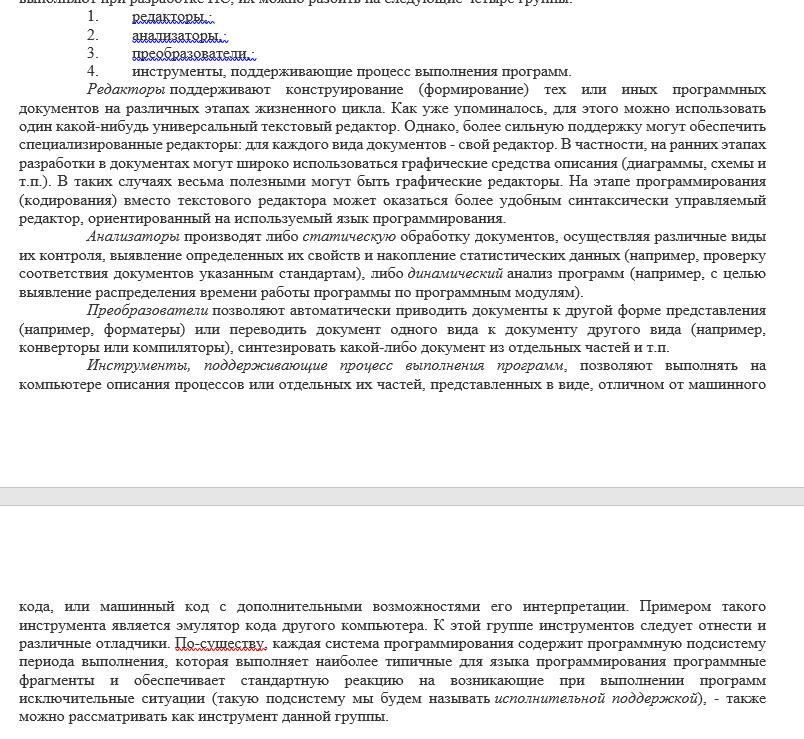 выполняют при разработке ПС, их можно разбить на следующие четыре группы:
1. редакторы,;
2. анализаторы,;
3. преобразователи,;
4. инструменты, поддерживающие процесс выполнения программ.
Редакторы поддерживают конструирование (формирование) тех или иных программных
документов на различных этапах жизненного цикла. Как уже упоминалось, для этого можно использовать
один какой-нибудь универсальный текстовый редактор. Однако, более сильную поддержку могут обеспечить
специализированные редакторы: для каждого вида документов - свой редактор. В частности, на ранних этапах
разработки в документах могут широко использоваться графические средства описания (диаграммы, схемы и
т.п.). В таких случаях весьма полезными могут быть графические редакторы. На этапе программирования
(кодирования) вместо текстового редактора может оказаться более удобным синтаксически управляемый
редактор, ориентированный на используемый язык программирования.
Анализаторы производят либо статическую обработку документов, осуществляя различные виды
их контроля, выявление определенных их свойств и накопление статистических данных (например, проверку
соответствия документов указанным стандартам), либо динамический анализ программ (например, с целью
выявление распределения времени работы программы по программным модулям).
Преобразователи позволяют автоматически приводить документы к другой форме представления
(например, форматеры) или переводить документ одного вида к документу другого вида (например,
конверторы или компиляторы), синтезировать какой-либо документ из отдельных частей и т.п.
Инструменты, поддерживающие процесс выполнения программ, позволяют выполнять на
компьютере описания процессов или отдельных их частей, представленных в виде, отличном от машинного
кода, или машинный код с дополнительными возможностями его интерпретации. Примером такого
инструмента является эмулятор кода другого компьютера. К этой группе инструментов следует отнести и
различные отладчики. По-существу, каждая система программирования содержит программную подсистему
периода выполнения, которая выполняет наиболее типичные для языка программирования программные
фрагменты и обеспечивает стандартную реакцию на возникающие при выполнении программ
исключительные ситуации (такую подсистему мы будем называть исполнительной поддержкой), - также
можно рассматривать как инструмент данной группы.